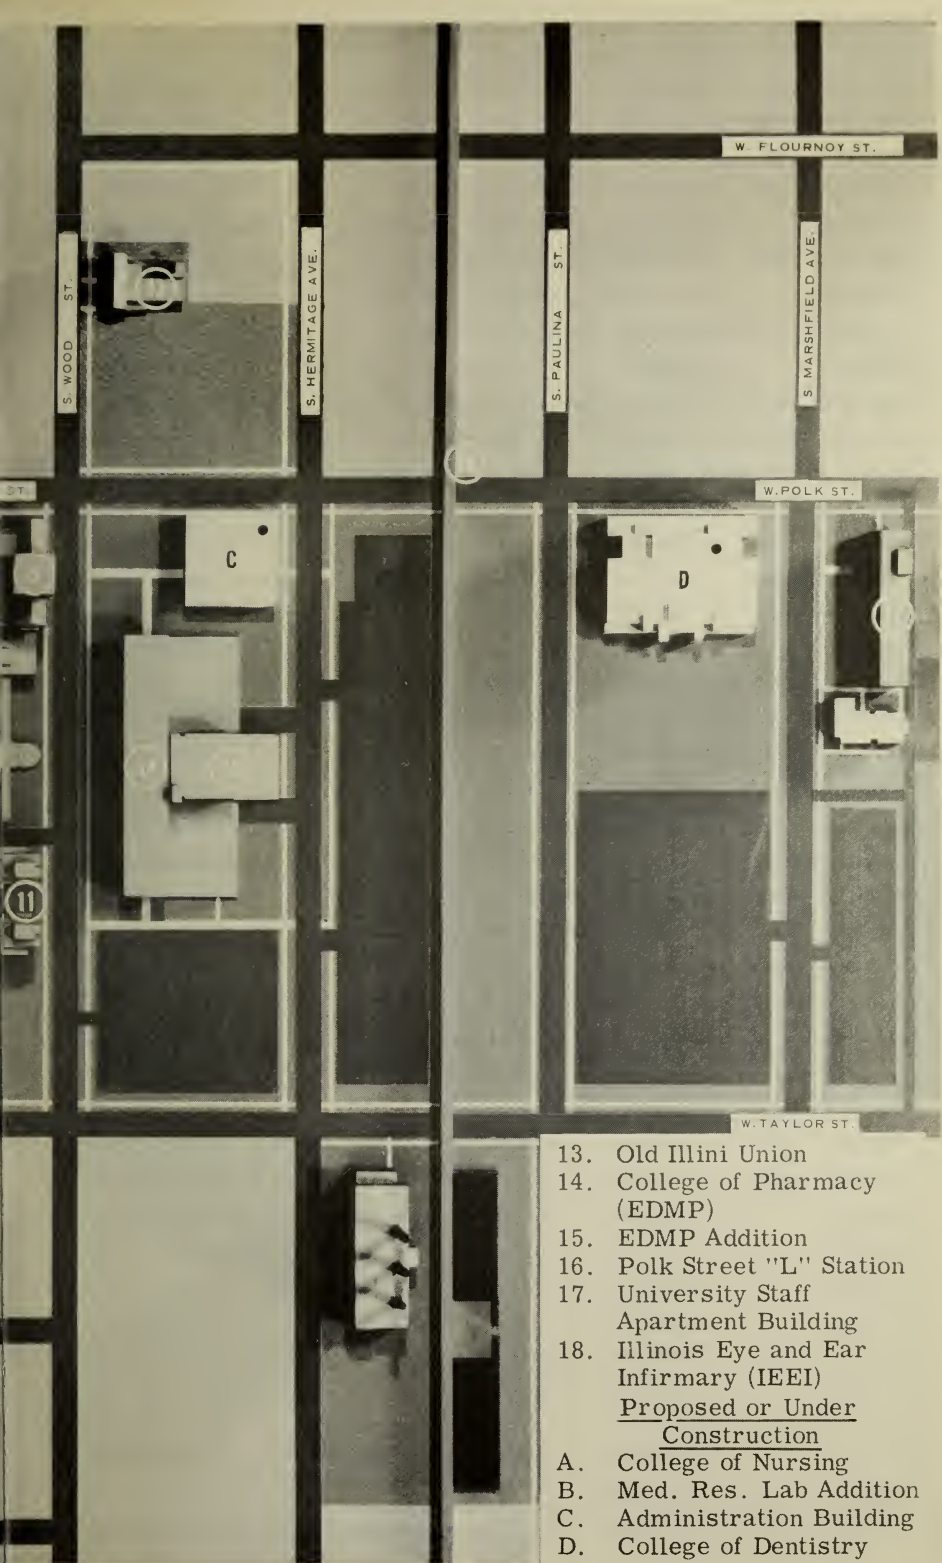 W. FLOURNOY ST.
S. WOOD ST.
S. HERMITAGE AVE.
S. PAULINA ST.
S. MARSHFIELD AVE.
ST.
W. POLK ST.
C
D
11
W. TAYLOR ST.
13. Old Illini Union
14. College of Pharmacy
(EDMP)
15. EDMP Addition
16. Polk Street "L" Station
17. University Staff
Apartment Building
18. Illinois Eye and Ear
Infirmary (IEEI)
Proposed or Under
Construction
A. College of Nursing
B. Med. Res. Lab Addition
C. Administration Building
D. College of Dentistry